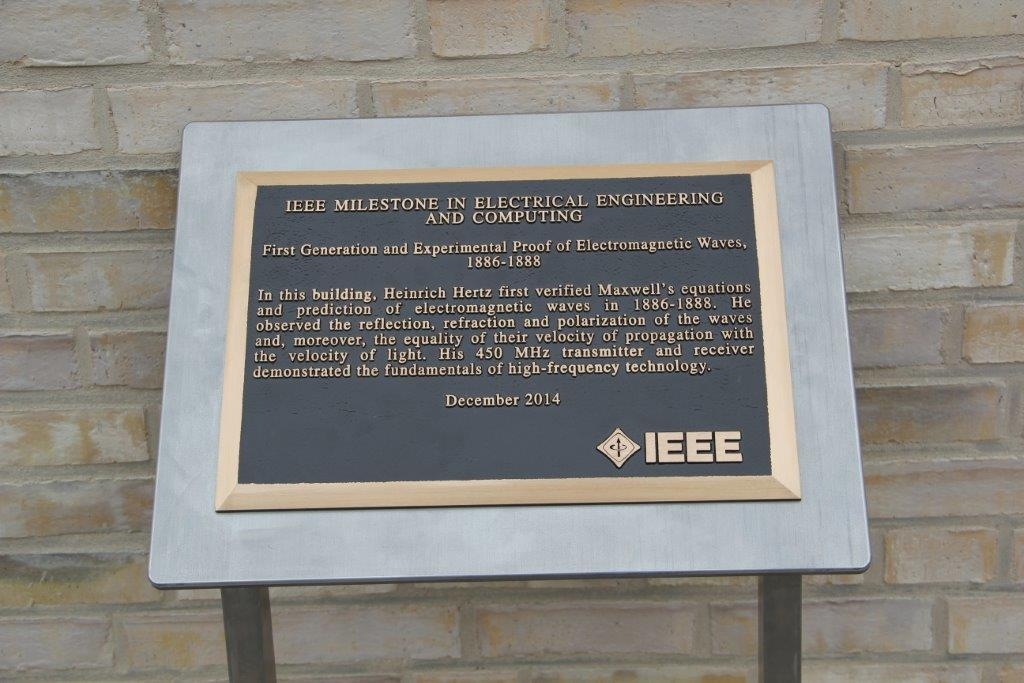 IEEE MILESTONE IN ELECTRICAL ENGINEERING
AND COMPUTING
First Generation and Experimental Proof of Electromagnetic Waves,
1886-1888
In this building, Heinrich Hertz first verified Maxwell's equations
and prediction of electromagnetic waves in 1886-1888. He
observed the reflection, refraction and polarization of the waves
and, moreover, the equality of their velocity of propagation with
the velocity of light. His 450 MHz transmitter and receiver
demonstrated the fundamentals of high-frequency technology.
December 2014
IEEE